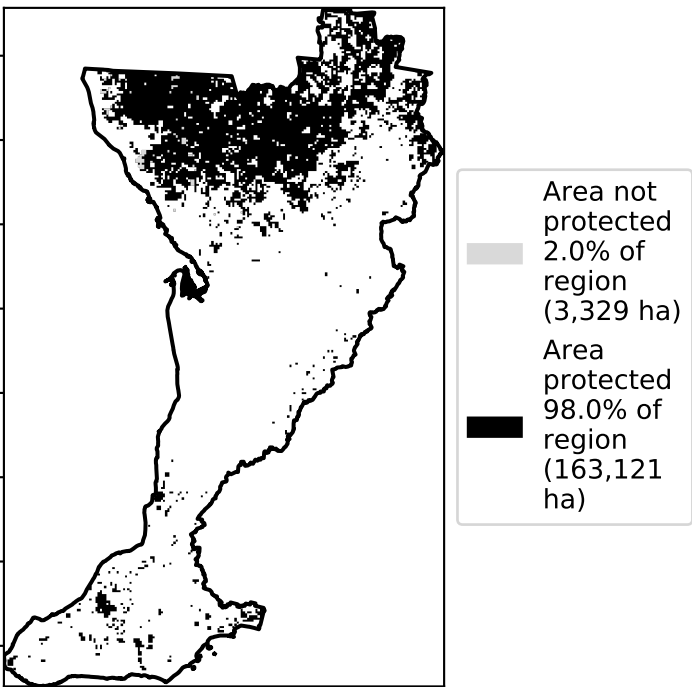 Area not
protected
2.0% of
region
(3,329 ha)
Area
protected
98.0% of
region
(163,121
ha)